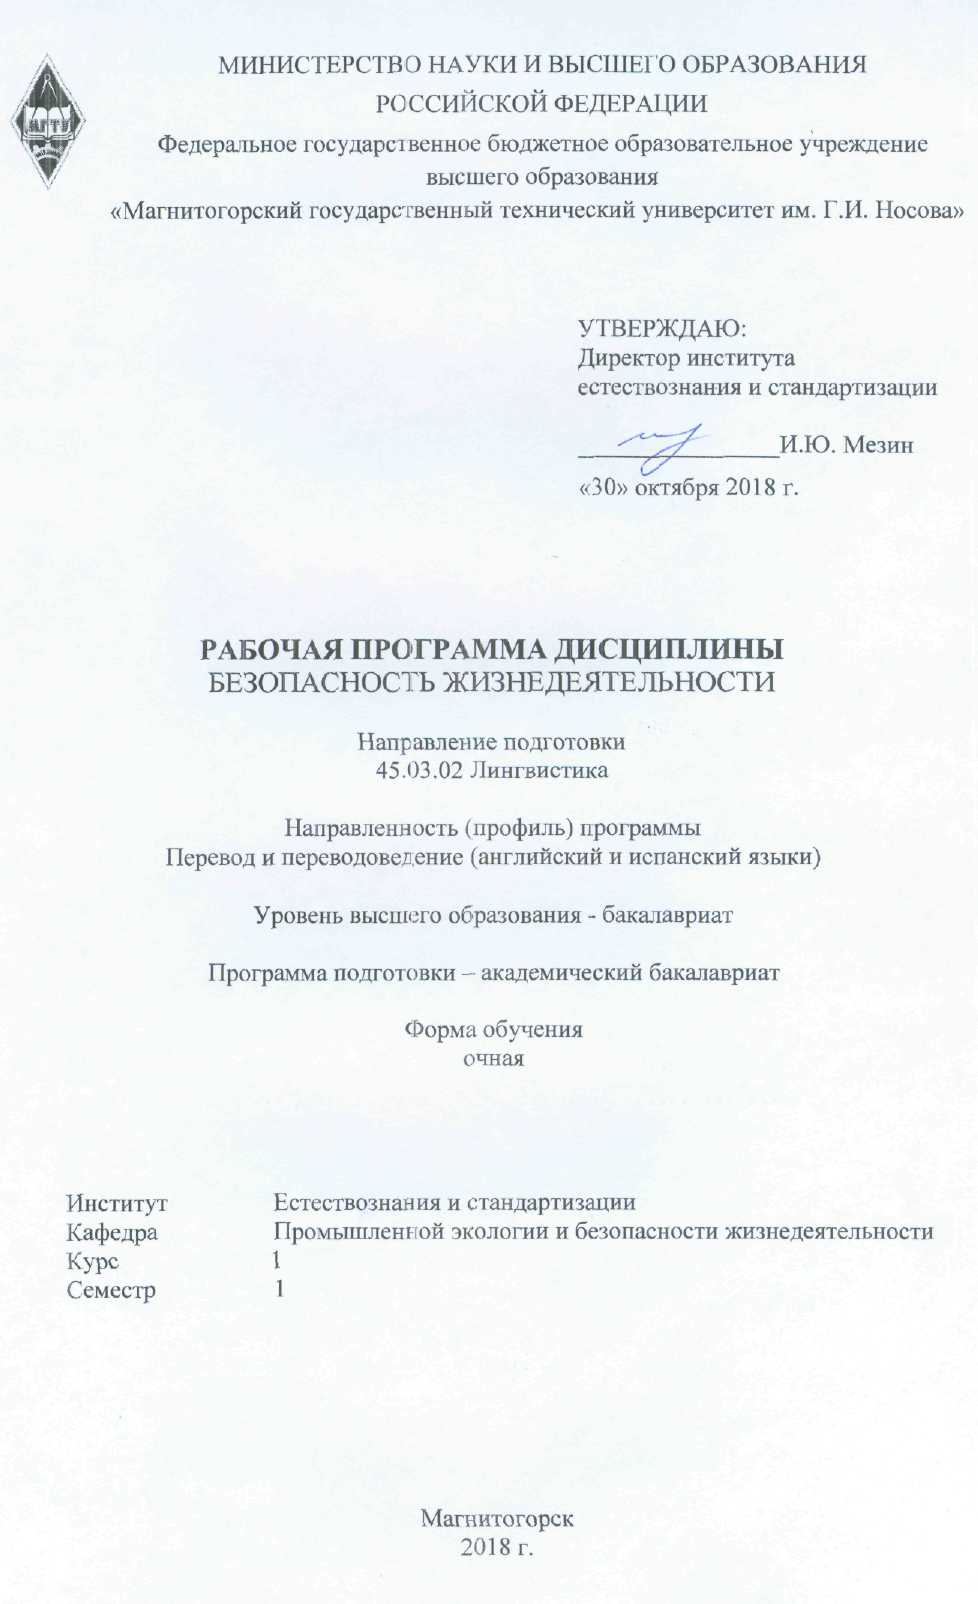 МИНИСТЕРСТВО НАУКИ И ВЫСШЕГО ОБРАЗОВАНИЯ
РОССИЙСКОЙ ФЕДЕРАЦИИ
Федеральное государственное бюджетное образовательное учреждение
высшего образования
«Магнитогорский государственный технический университет им. Г.И. Носова»
МГТУ
УТВЕРЖДАЮ:
Директор института
естествознания и стандартизации
________________И.Ю. Мезин
«30» октября 2018 г.
РАБОЧАЯ ПРОГРАММА ДИСЦИПЛИНЫ
БЕЗОПАСНОСТЬ ЖИЗНЕДЕЯТЕЛЬНОСТИ
Направление подготовки
45.03.02 Лингвистика
Направленность (профиль) программы
Перевод и переводоведение (английский и испанский языки)
Уровень высшего образования - бакалавриат
Программа подготовки – академический бакалавриат
Форма обучения
очная
Институт Естествознания и стандартизации
Кафедра Промышленной экологии и безопасности жизнедеятельности
Курс 1
Семестр 1
Магнитогорск
2018 г.